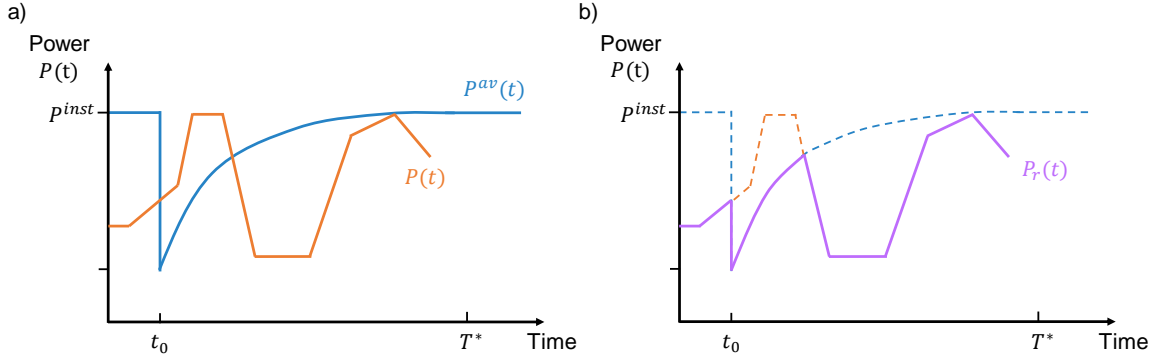 a)
Power
P(t)
P^{inst}
P^{av}(t)
P(t)
t_0
T^*
Time
b)
Power
P(t)
P^{inst}
P_r(t)
t_0
T^*
Time